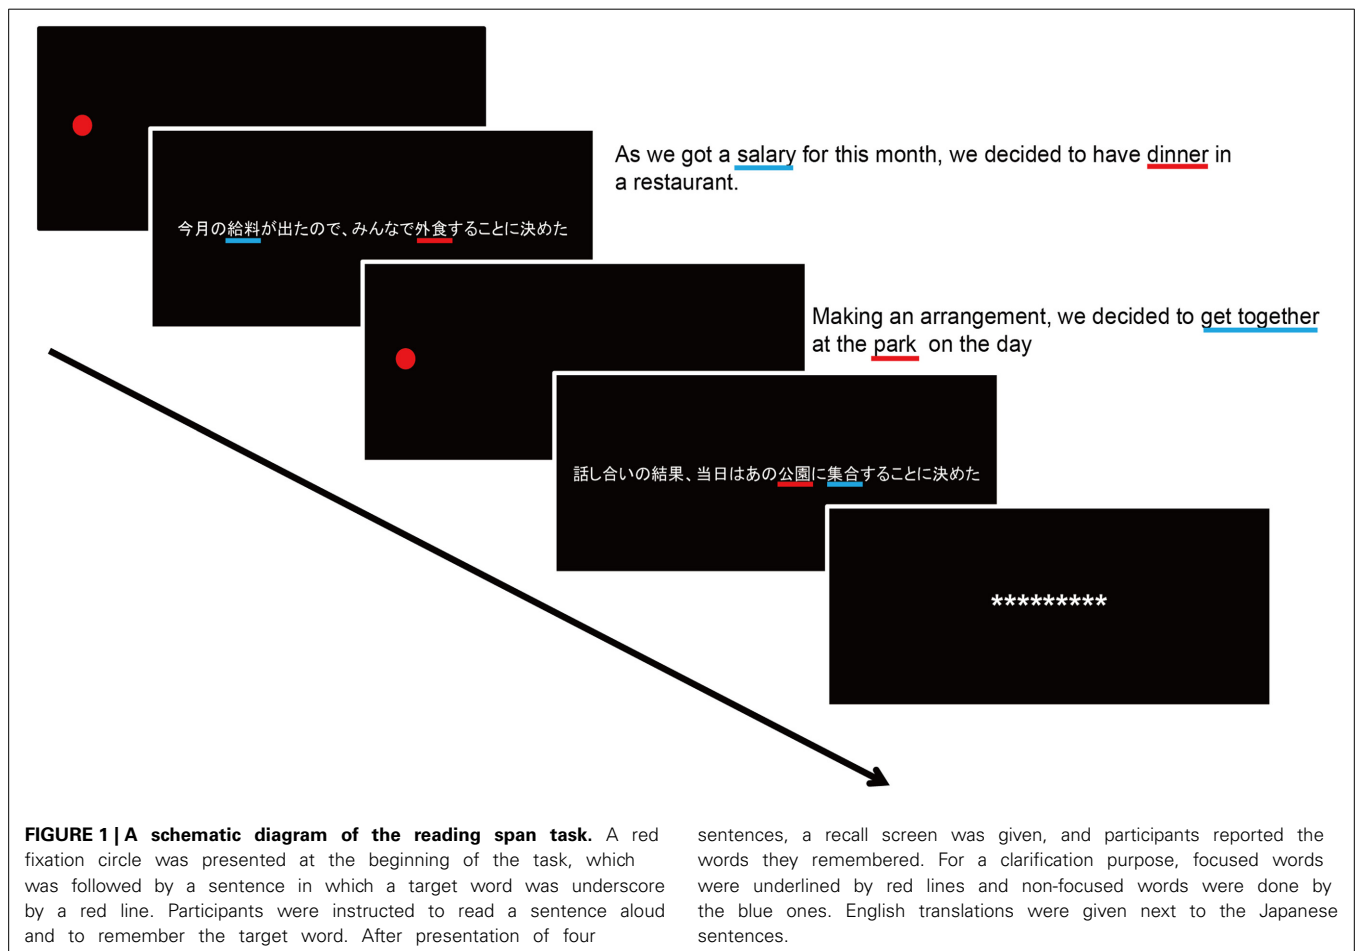 As we got a salary for this month, we decided to have dinner in
a restaurant.
今月の給料が出たので、みんなで外食することに決めた
Making an arrangement, we decided to get together
at the park on the day
話し合いの結果、当日はあの公園に集合することに決めた
*********
FIGURE 1 | A schematic diagram of the reading span task. A red
fixation circle was presented at the beginning of the task, which
was followed by a sentence in which a target word was underscore
by a red line. Participants were instructed to read a sentence aloud
and to remember the target word. After presentation of four
sentences, a recall screen was given, and participants reported the
words they remembered. For a clarification purpose, focused words
were underlined by red lines and non-focused words were done by
the blue ones. English translations were given next to the Japanese
sentences.